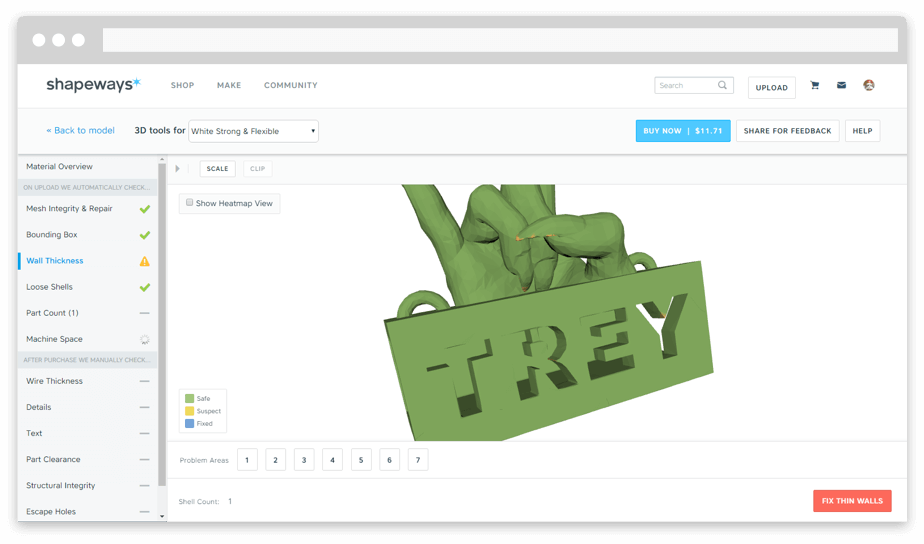 shapeways*
SHOP
MAKE
COMMUNITY
Search
UPLOAD
« Back to model
3D tools for
White Strong & Flexible
BUY NOW | $11.71
SHARE FOR FEEDBACK
HELP
Material Overview
SCALE
CLIP
ON UPLOAD WE AUTOMATICALLY CHECK...
Mesh Integrity & Repair
Bounding Box
Wall Thickness
Loose Shells
Part Count (1)
Machine Space
AFTER PURCHASE WE MANUALLY CHECK...
Wire Thickness
Details
Text
Part Clearance
Structural Integrity
Escape Holes
Show Heatmap View
TREY
Safe
Suspect
Fixed
Problem Areas 1 2 3 4 5 6 7
Shell Count: 1
FIX THIN WALLS